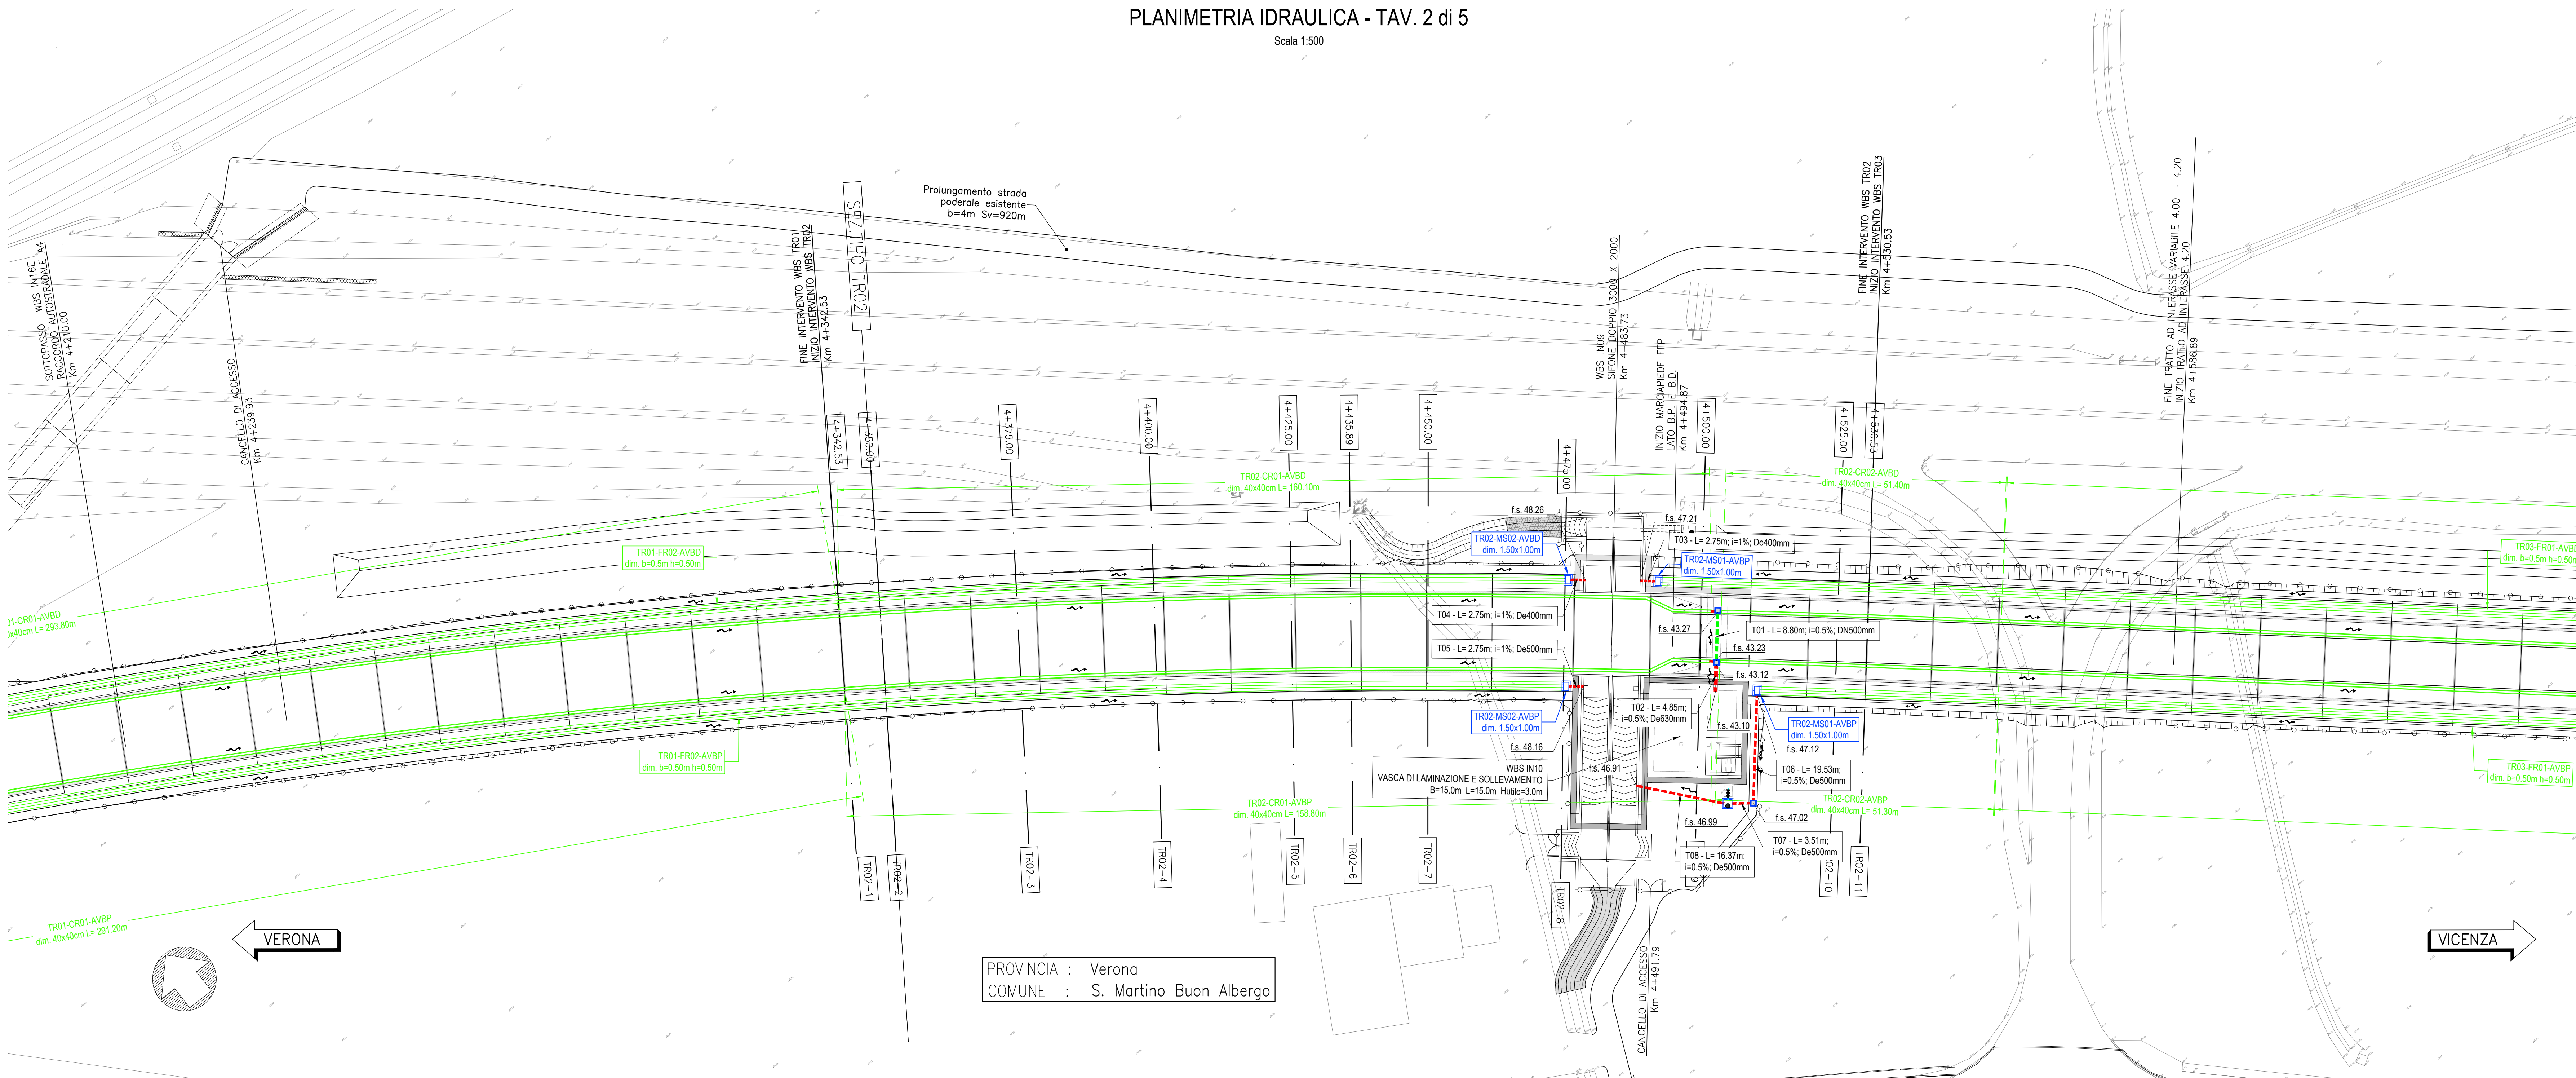 PLANIMETRIA IDRAULICA - TAV. 2 di 5
Scala 1:500
Prolungamento strada
poderale esistente
b=4m Sv=920m
SOTTOPASSO WBS IN16E
RACCORDO AUTOSTRADALE A4
Km 4+210.00
CANCELLO DI ACCESSO
Km 4+239.93
FINE INTERVENTO WBS TR01
INIZIO INTERVENTO WBS TR02
Km 4+342.53
SEZ.TIPO TR02
WBS IN09
SIFONE DOPPIO 3000 X 2000
Km 4+483.73
INIZIO MARCIAPIEDE FFP
LATO B.P. E B.D.
Km 4+494.87
FINE INTERVENTO WBS TR02
INIZIO INTERVENTO WBS TR03
Km 4+530.53
FINE TRATTO AD INTERASSE VARIABILE 4.00 - 4.20
INIZIO TRATTO AD INTERASSE 4.20
Km 4+586.89
4+342.53
4+350.00
4+375.00
4+400.00
4+425.00
4+435.89
4+450.00
4+475.00
4+500.00
4+525.00
4+530.53
TR02-CR01-AVBD
dim. 40x40cm L= 160.10m
TR02-CR02-AVBD
dim. 40x40cm L= 51.40m
f.s. 48.26
f.s. 47.21
TR02-MS02-AVBD
dim. 1.50x1.00m
T03 - L= 2.75m; i=1%; De400mm
TR02-MS01-AVBP
dim. 1.50x1.00m
TR01-FR02-AVBD
dim. b=0.5m h=0.50m
TR03-FR01-AVB
dim. b=0.5m h=0.50
01-CR01-AVBD
0x40cm L= 293.80m
T04 - L= 2.75m; i=1%; De400mm
f.s. 43.27
T01 - L= 8.80m; i=0.5%; DN500mm
T05 - L= 2.75m; i=1%; De500mm
f.s. 43.23
f.s. 43.12
T02 - L= 4.85m;
i=0.5%; De630mm
f.s. 43.10
TR02-MS02-AVBP
dim. 1.50x1.00m
TR02-MS01-AVBP
dim. 1.50x1.00m
f.s. 48.16
f.s. 47.12
TR01-FR02-AVBP
dim. b=0.50m h=0.50m
WBS IN10
VASCA DI LAMINAZIONE E SOLLEVAMENTO
B=15.0m L=15.0m Hutile=3.0m
f.s. 46.91
T06 - L= 19.53m;
i=0.5%; De500mm
TR03-FR01-AVBP
dim. b=0.50m h=0.50m
TR02-CR01-AVBP
dim. 40x40cm L= 158.80m
TR02-CR02-AVBP
dim. 40x40cm L= 51.30m
f.s. 46.99
f.s. 47.02
T07 - L= 3.51m;
i=0.5%; De500mm
T08 - L= 16.37m;
i=0.5%; De500mm
TR02-1
TR02-2
TR02-3
TR02-4
TR02-5
TR02-6
TR02-7
TR02-8
9
02-10
TR02-11
TR01-CR01-AVBP
dim. 40x40cm L= 291.20m
VERONA
VICENZA
PROVINCIA : Verona
COMUNE : S. Martino Buon Albergo
CANCELLO DI ACCESSO
Km 4+491.79